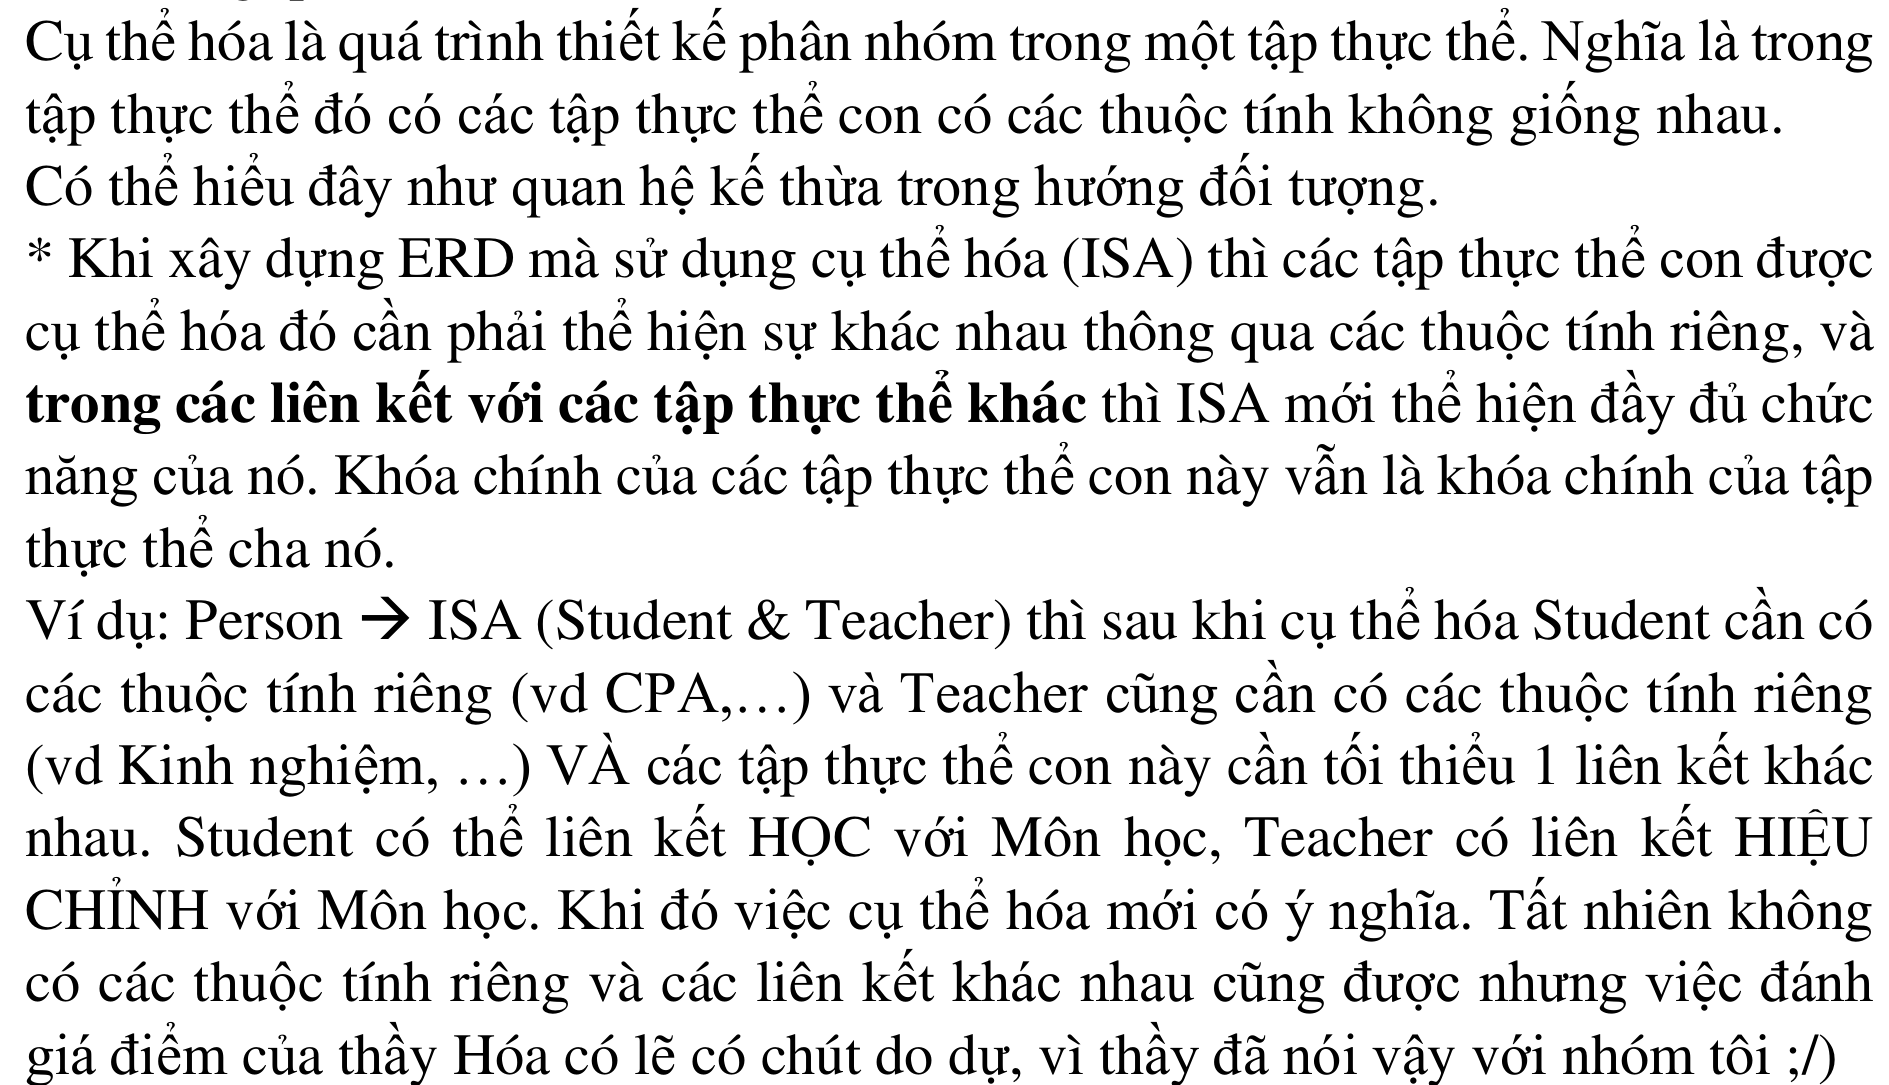 Cụ thể hóa là quá trình thiết kế phân nhóm trong một tập thực thể. Nghĩa là trong
tập thực thể đó có các tập thực thể con có các thuộc tính không giống nhau.
Có thể hiểu đây như quan hệ kế thừa trong hướng đối tượng.
* Khi xây dựng ERD mà sử dụng cụ thể hóa (ISA) thì các tập thực thể con được
cụ thể hóa đó cần phải thể hiện sự khác nhau thông qua các thuộc tính riêng, và
trong các liên kết với các tập thực thể khác thì ISA mới thể hiện đầy đủ chức
năng của nó. Khóa chính của các tập thực thể con này vẫn là khóa chính của tập
thực thể cha nó.
Ví dụ: Person → ISA (Student & Teacher) thì sau khi cụ thể hóa Student cần có
các thuộc tính riêng (vd CPA,…) và Teacher cũng cần có các thuộc tính riêng
(vd Kinh nghiệm, …) VÀ các tập thực thể con này cần tối thiểu 1 liên kết khác
nhau. Student có thể liên kết HỌC với Môn học, Teacher có liên kết HIỆU
CHỈNH với Môn học. Khi đó việc cụ thể hóa mới có ý nghĩa. Tất nhiên không
có các thuộc tính riêng và các liên kết khác nhau cũng được nhưng việc đánh
giá điểm của thầy Hóa có lẽ có chút do dự, vì thầy đã nói vậy với nhóm tôi ;/)